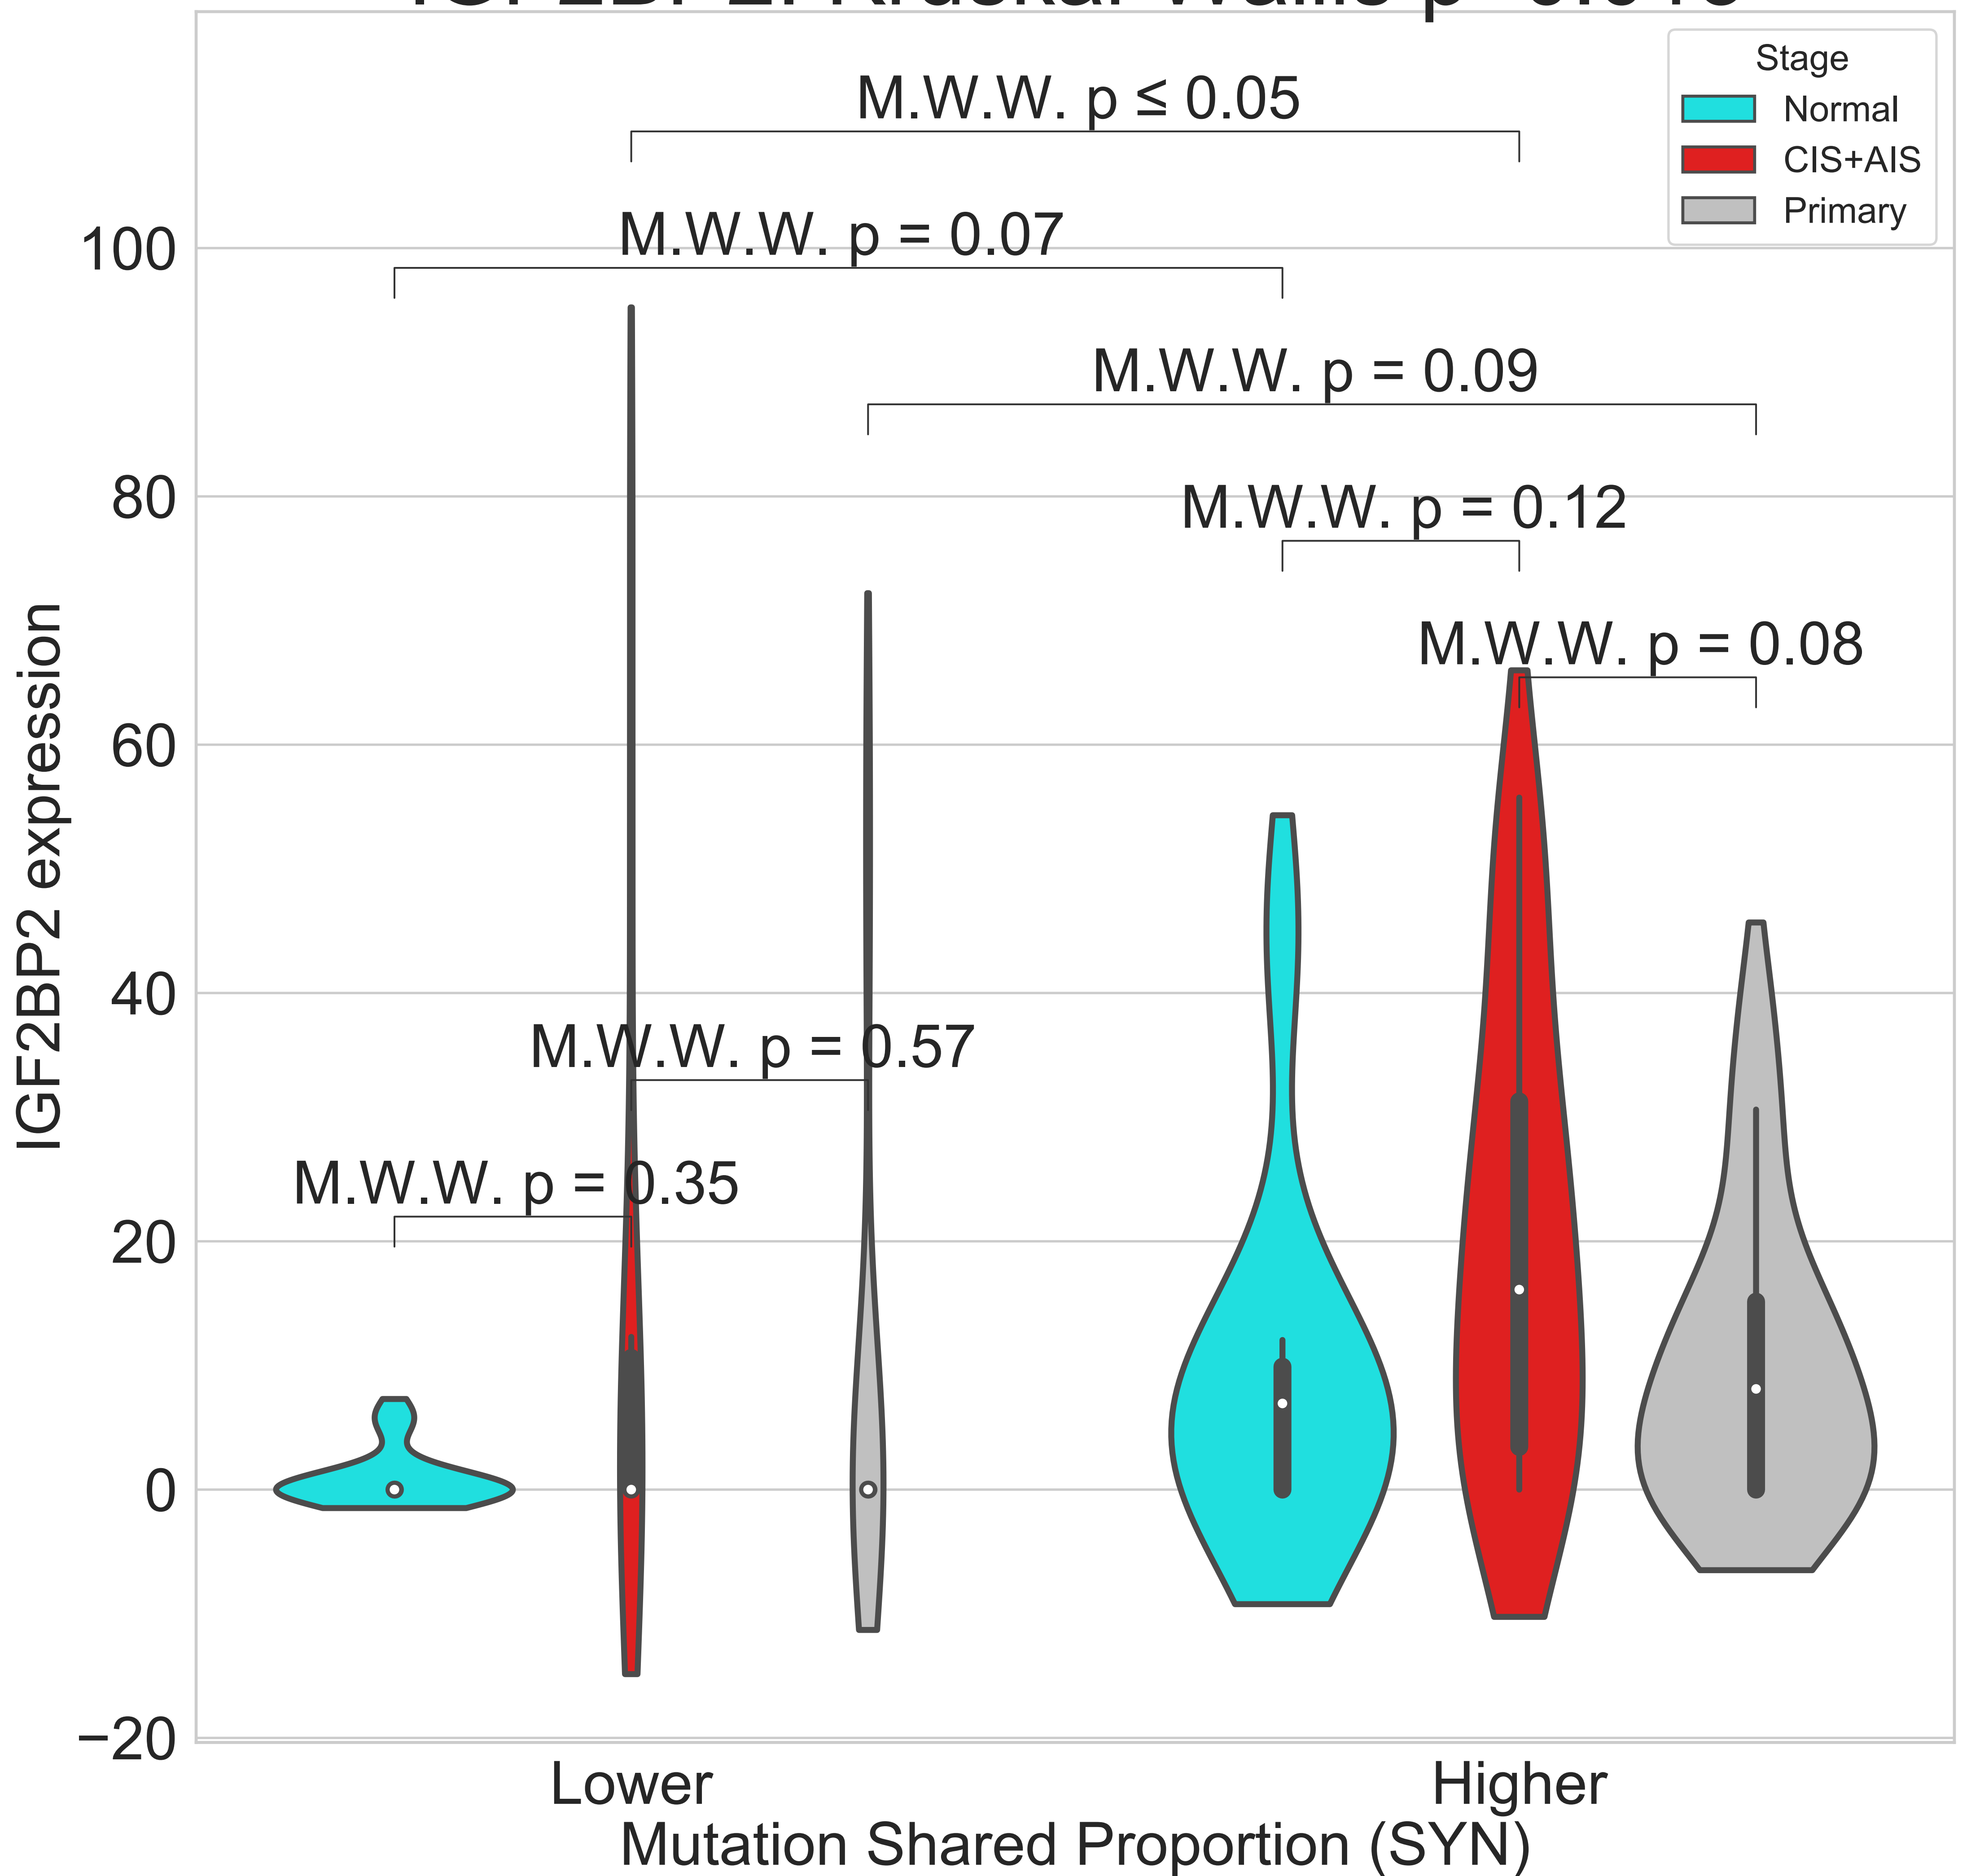 Stage
Normal
CIS+AIS
Primary
M.W.W. p ≤ 0.05
M.W.W. p = 0.07
M.W.W. p = 0.09
M.W.W. p = 0.12
M.W.W. p = 0.08
M.W.W. p = 0.57
M.W.W. p = 0.35
IGF2BP2 expression
100
80
60
40
20
0
−20
Lower
Higher
Mutation Shared Proportion (SYN)